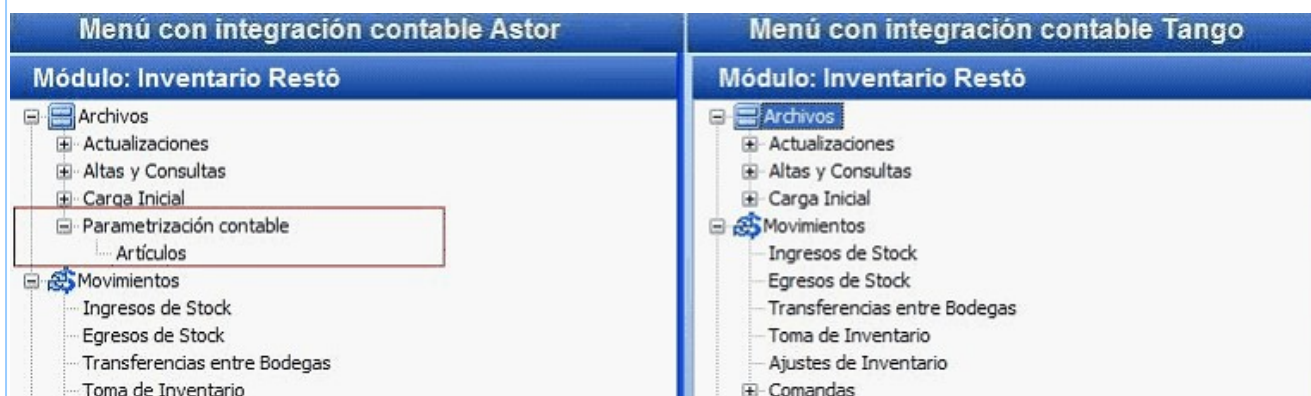 Menú con integración contable Astor
Módulo: Inventario Restô
Archivos
Actualizaciones
Altas y Consultas
Carga Inicial
Parametrización contable
Artículos
Movimientos
Ingresos de Stock
Egresos de Stock
Transferencias entre Bodegas
Toma de Inventario
Menú con integración contable Tango
Módulo: Inventario Restô
Archivos
Actualizaciones
Altas y Consultas
Carga Inicial
Movimientos
Ingresos de Stock
Egresos de Stock
Transferencias entre Bodegas
Toma de Inventario
Ajustes de Inventario
Comandas